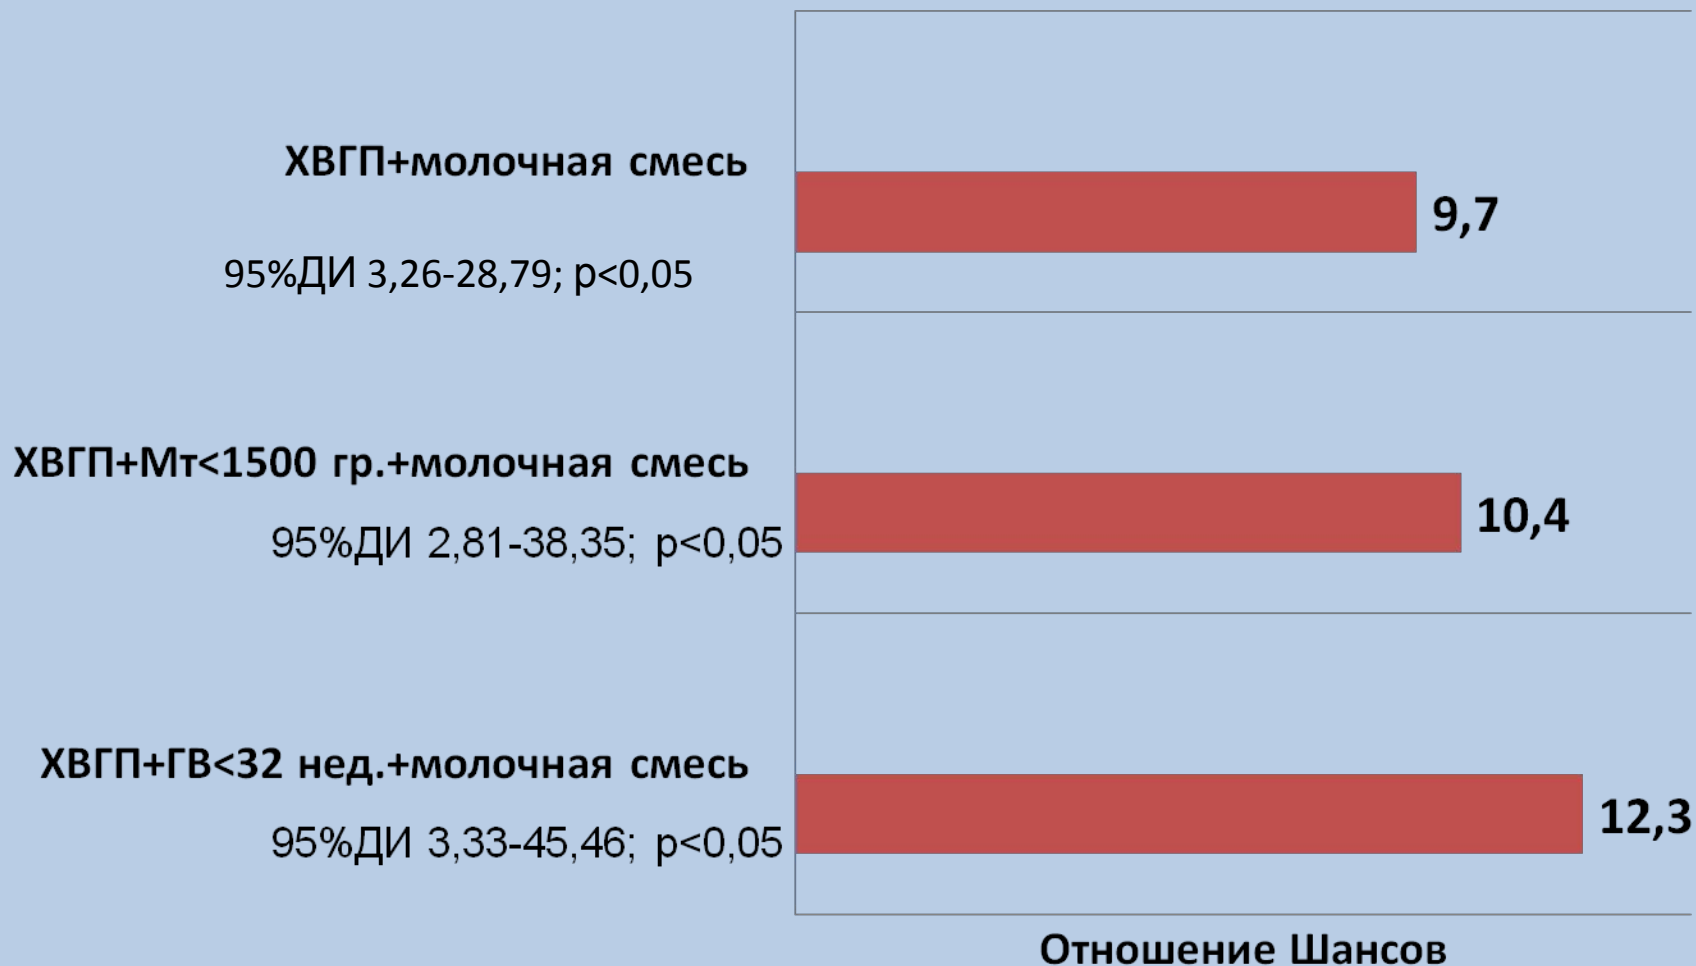 ХВГП+молочная смесь
9,7
95%ДИ 3,26-28,79; p<0,05
ХВГП+Мт<1500 гр.+молочная смесь
10,4
95%ДИ 2,81-38,35; p<0,05
ХВГП+ГВ<32 нед.+молочная смесь
12,3
95%ДИ 3,33-45,46; p<0,05
Отношение Шансов